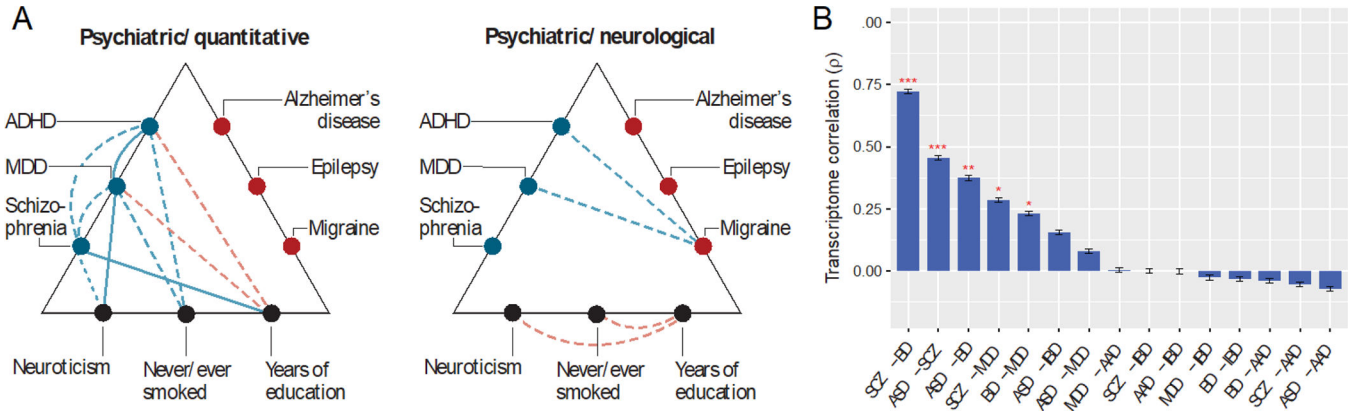 A
Psychiatric/ quantitative
ADHD
MDD
Schizo-
phrenia
Alzheimer's
disease
Epilepsy
Migraine
Neuroticism
Never/ ever
smoked
Years of
education
Psychiatric/ neurological
ADHD
MDD
Schizo-
phrenia
Alzheimer's
disease
Epilepsy
Migraine
Neuroticism
Never/ ever
smoked
Years of
education
B
Transcriptome correlation (ρ)
.00
0.75
0.50
0.25
0.00
***
***
**
*
*
SCZ -BD
ASD -SCZ
ASD -BD
SCZ -MDD
BD -MDD
ASD -IBD
ASD -MDD
MDD -AAD
SCZ -IBD
AAD -IBD
MDD -IBD
BD -IBD
BD -AAD
SCZ -AAD
ASD -AAD